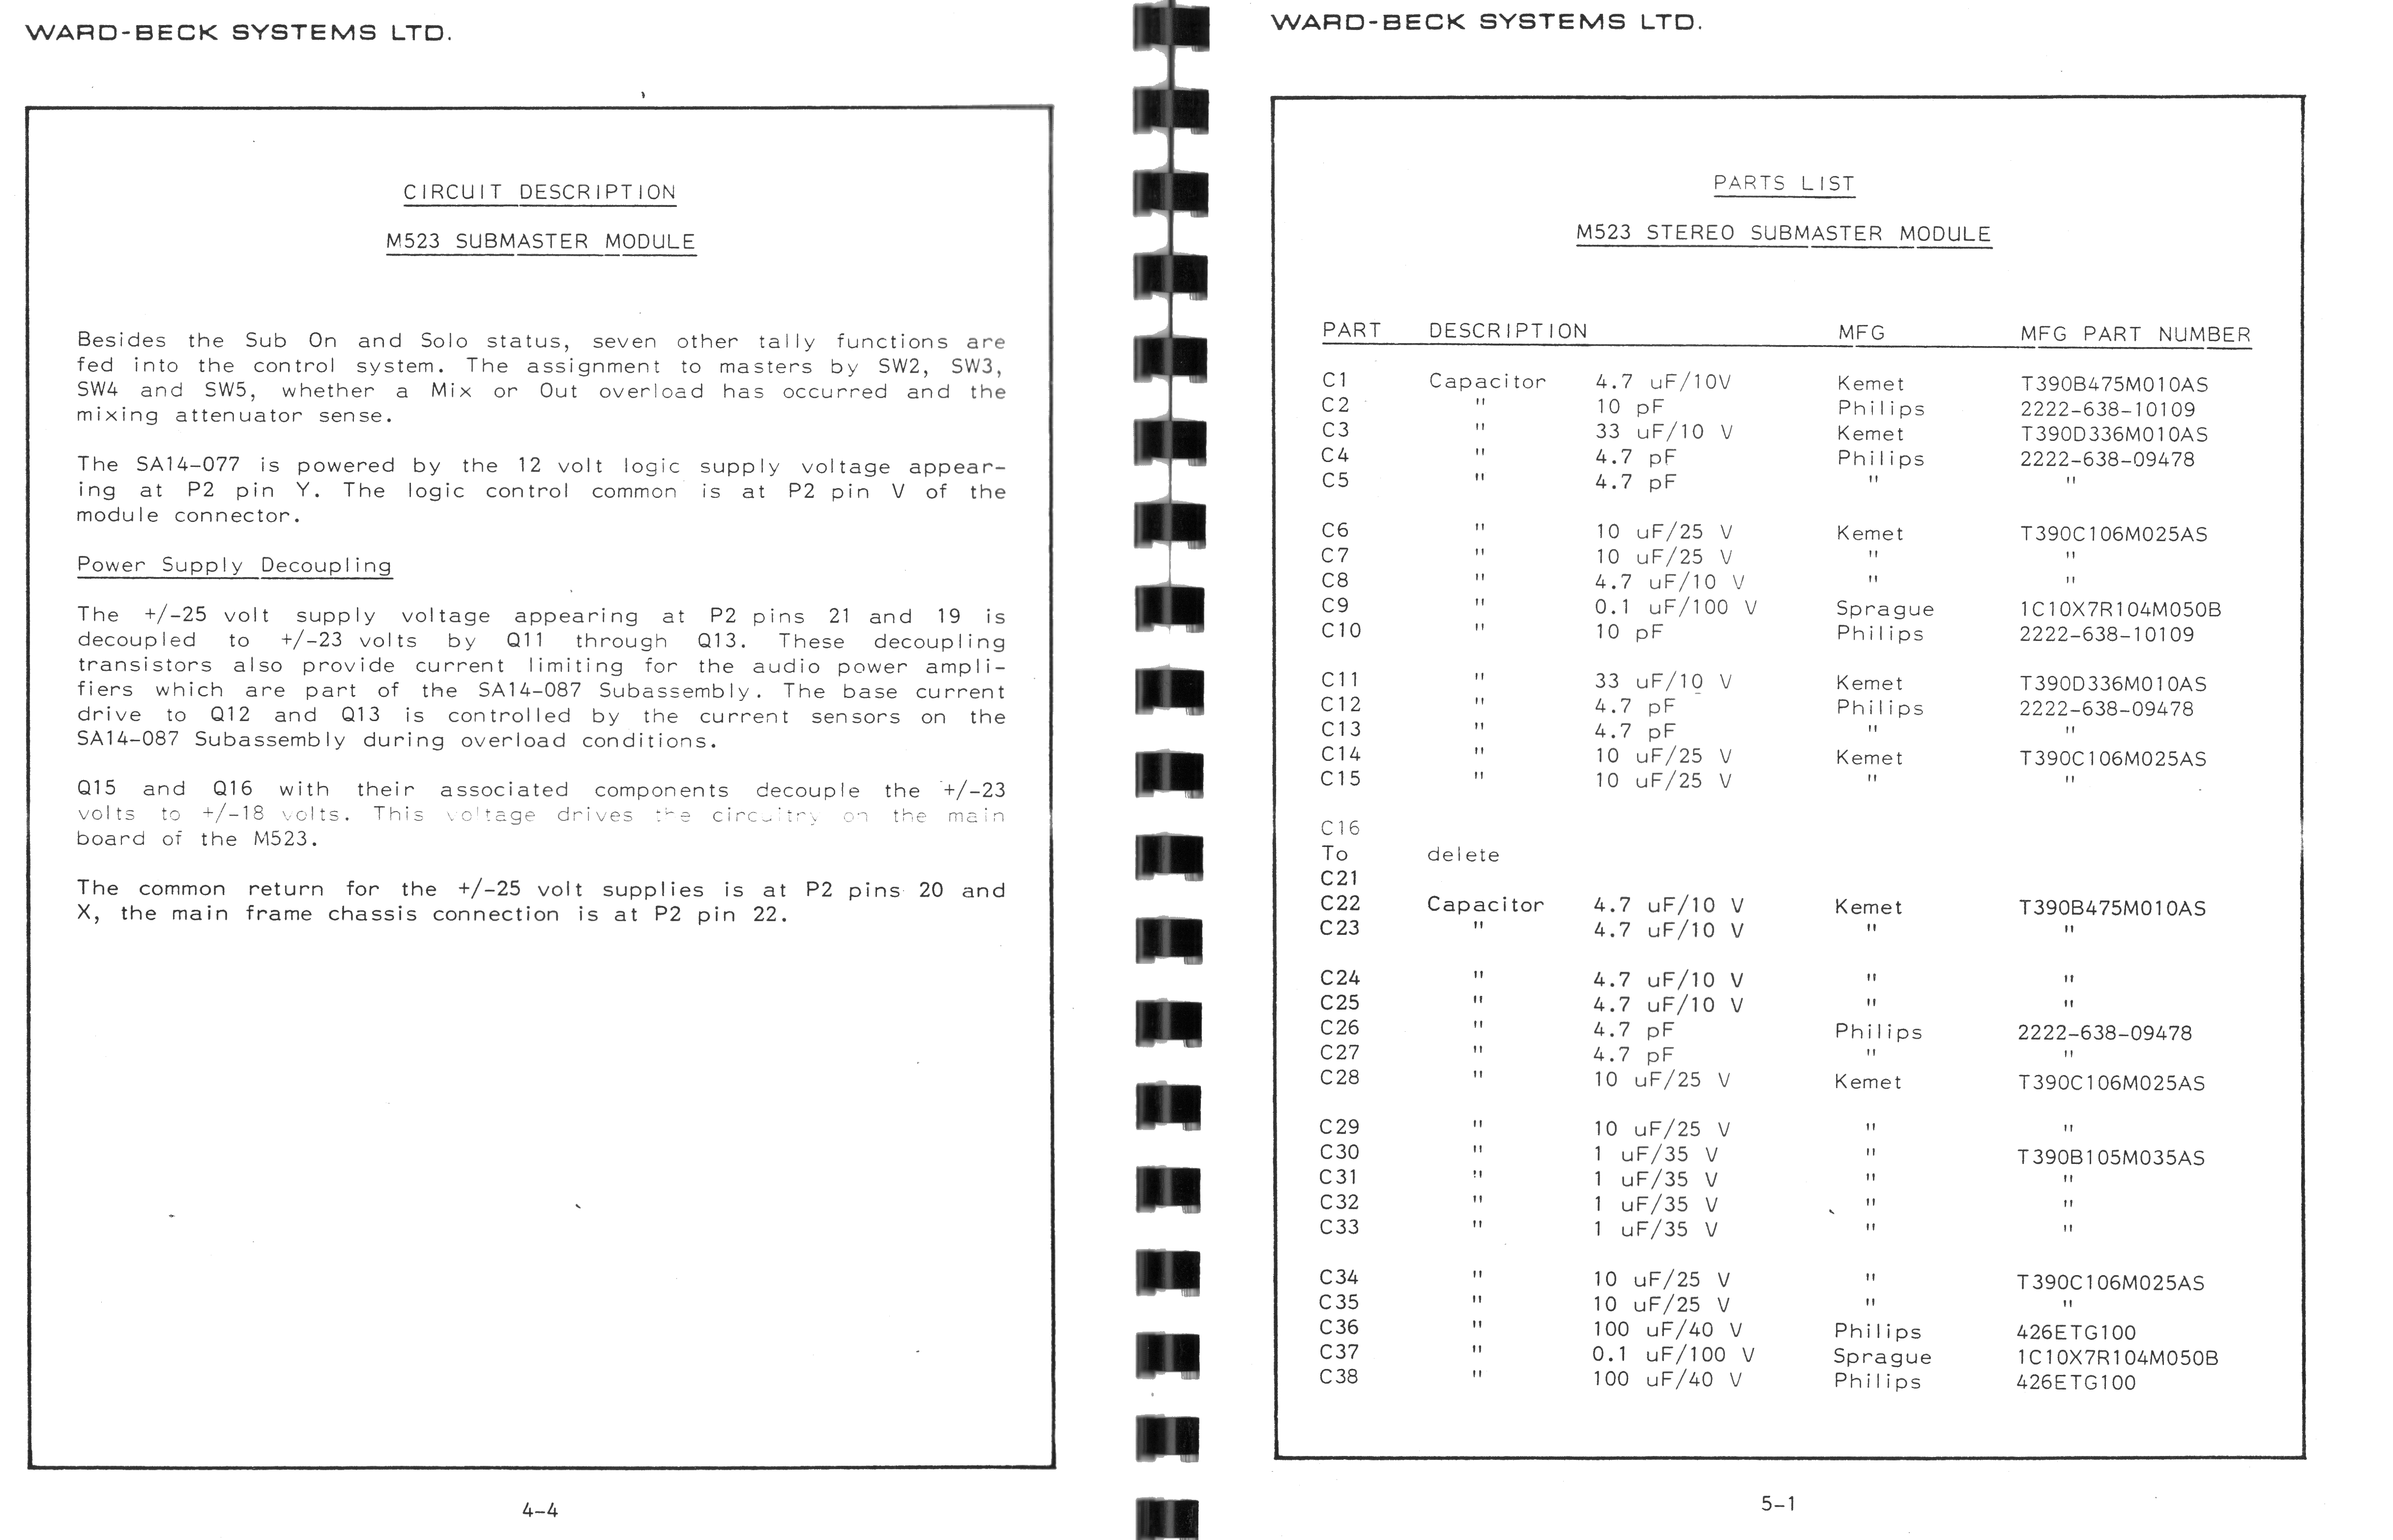 WARD-BECK SYSTEMS LTD.
CIRCUIT DESCRIPTION
M523 SUBMASTER MODULE
Besides the Sub On and Solo status, seven other tally functions are
fed into the control system. The assignment to masters by SW2, SW3,
SW4 and SW5, whether a Mix or Out overload has occurred and the
mixing attenuator sense.
The SA14-077 is powered by the 12 volt logic supply voltage appear-
ing at P2 pin Y. The logic control common is at P2 pin V of the
module connector.
Power Supply Decoupling
The +/-25 volt supply voltage appearing at P2 pins 21 and 19 is
decoupled to +/-23 volts by Q11 through Q13. These decoupling
transistors also provide current limiting for the audio power ampli-
fiers which are part of the SA14-087 Subassembly. The base current
drive to Q12 and Q13 is controlled by the current sensors on the
SA14-087 Subassembly during overload conditions.
Q15 and Q16 with their associated components decouple the +/-23
volts to +/-18 volts. This voltage drives the circuitry on the main
board of the M523.
The common return for the +/-25 volt supplies is at P2 pins 20 and
X, the main frame chassis connection is at P2 pin 22.
4-4
WARD-BECK SYSTEMS LTD.
PARTS LIST
M523 STEREO SUBMASTER MODULE
PART DESCRIPTION MFG MFG PART NUMBER
C1 Capacitor 4.7 uF/10V Kemet T390B475M010AS
C2 " 10 pF Philips 2222-638-10109
C3 " 33 uF/10 V Kemet T390D336M010AS
C4 " 4.7 pF Philips 2222-638-09478
C5 " 4.7 pF " "
C6 " 10 uF/25 V Kemet T390C106M025AS
C7 " 10 uF/25 V " "
C8 " 4.7 uF/10 V " "
C9 " 0.1 uF/100 V Sprague 1C10X7R104M050B
C10 " 10 pF Philips 2222-638-10109
C11 " 33 uF/10 V Kemet T390D336M010AS
C12 " 4.7 pF Philips 2222-638-09478
C13 " 4.7 pF " "
C14 " 10 uF/25 V Kemet T390C106M025AS
C15 " 10 uF/25 V " "
C16
To delete
C21
C22 Capacitor 4.7 uF/10 V Kemet T390B475M010AS
C23 " 4.7 uF/10 V " "
C24 " 4.7 uF/10 V " "
C25 " 4.7 uF/10 V " "
C26 " 4.7 pF Philips 2222-638-09478
C27 " 4.7 pF " "
C28 " 10 uF/25 V Kemet T390C106M025AS
C29 " 10 uF/25 V " "
C30 " 1 uF/35 V " T390B105M035AS
C31 " 1 uF/35 V " "
C32 " 1 uF/35 V " "
C33 " 1 uF/35 V " "
C34 " 10 uF/25 V " T390C106M025AS
C35 " 10 uF/25 V " "
C36 " 100 uF/40 V Philips 426ETG100
C37 " 0.1 uF/100 V Sprague 1C10X7R104M050B
C38 " 100 uF/40 V Philips 426ETG100
5-1